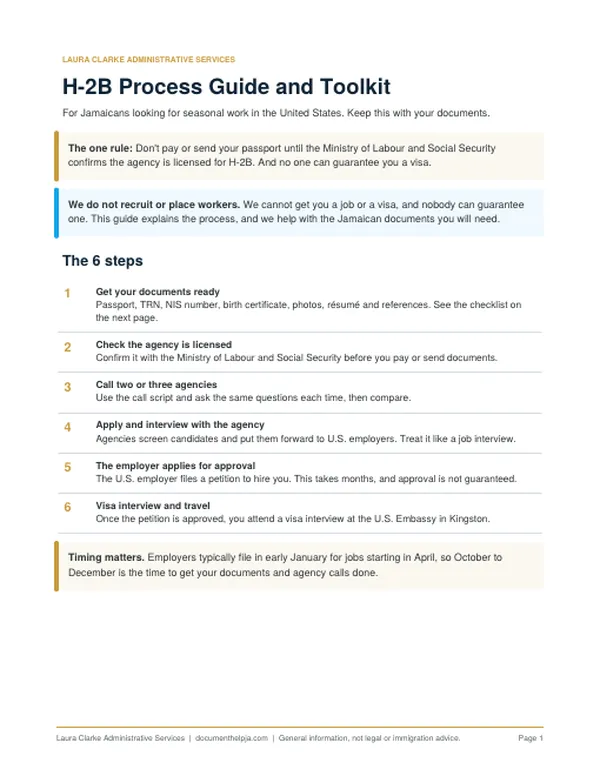 LAURA CLARKE ADMINISTRATIVE SERVICES
H-2B Process Guide and Toolkit
For Jamaicans looking for seasonal work in the United States. Keep this with your documents.
The one rule: Don't pay or send your passport until the Ministry of Labour and Social Security
confirms the agency is licensed for H-2B. And no one can guarantee you a visa.
We do not recruit or place workers. We cannot get you a job or a visa, and nobody can guarantee
one. This guide explains the process, and we help with the Jamaican documents you will need.
The 6 steps
1 Get your documents ready
Passport, TRN, NIS number, birth certificate, photos, résumé and references. See the checklist on
the next page.
2 Check the agency is licensed
Confirm it with the Ministry of Labour and Social Security before you pay or send documents.
3 Call two or three agencies
Use the call script and ask the same questions each time, then compare.
4 Apply and interview with the agency
Agencies screen candidates and put them forward to U.S. employers. Treat it like a job interview.
5 The employer applies for approval
The U.S. employer files a petition to hire you. This takes months, and approval is not guaranteed.
6 Visa interview and travel
Once the petition is approved, you attend a visa interview at the U.S. Embassy in Kingston.
Timing matters. Employers typically file in early January for jobs starting in April, so October to
December is the time to get your documents and agency calls done.
Laura Clarke Administrative Services | documenthelpja.com | General information, not legal or immigration advice. Page 1